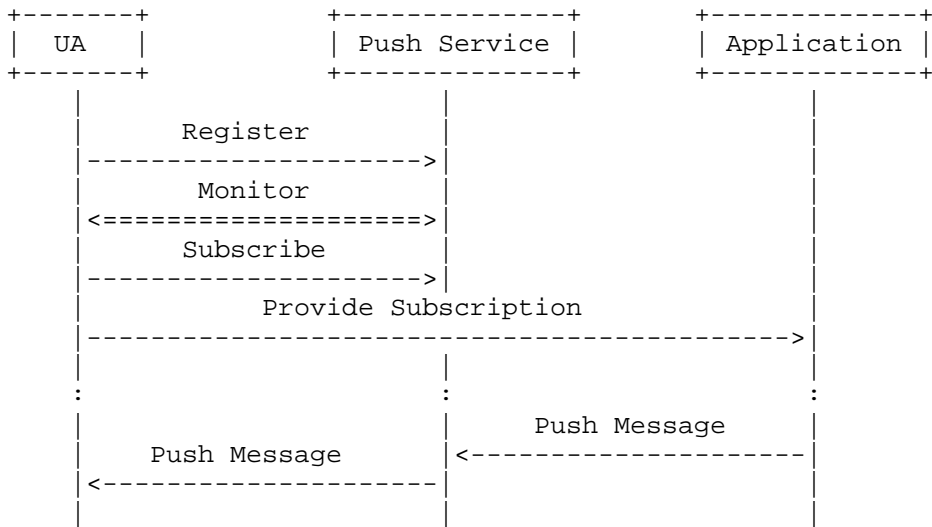 UA Push Service Application
Register
Monitor
Subscribe
Provide Subscription
Push Message
Push Message